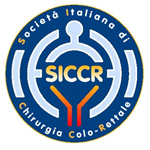 Società Italiana di
SICCR
Chirurgia Colo-Rettale